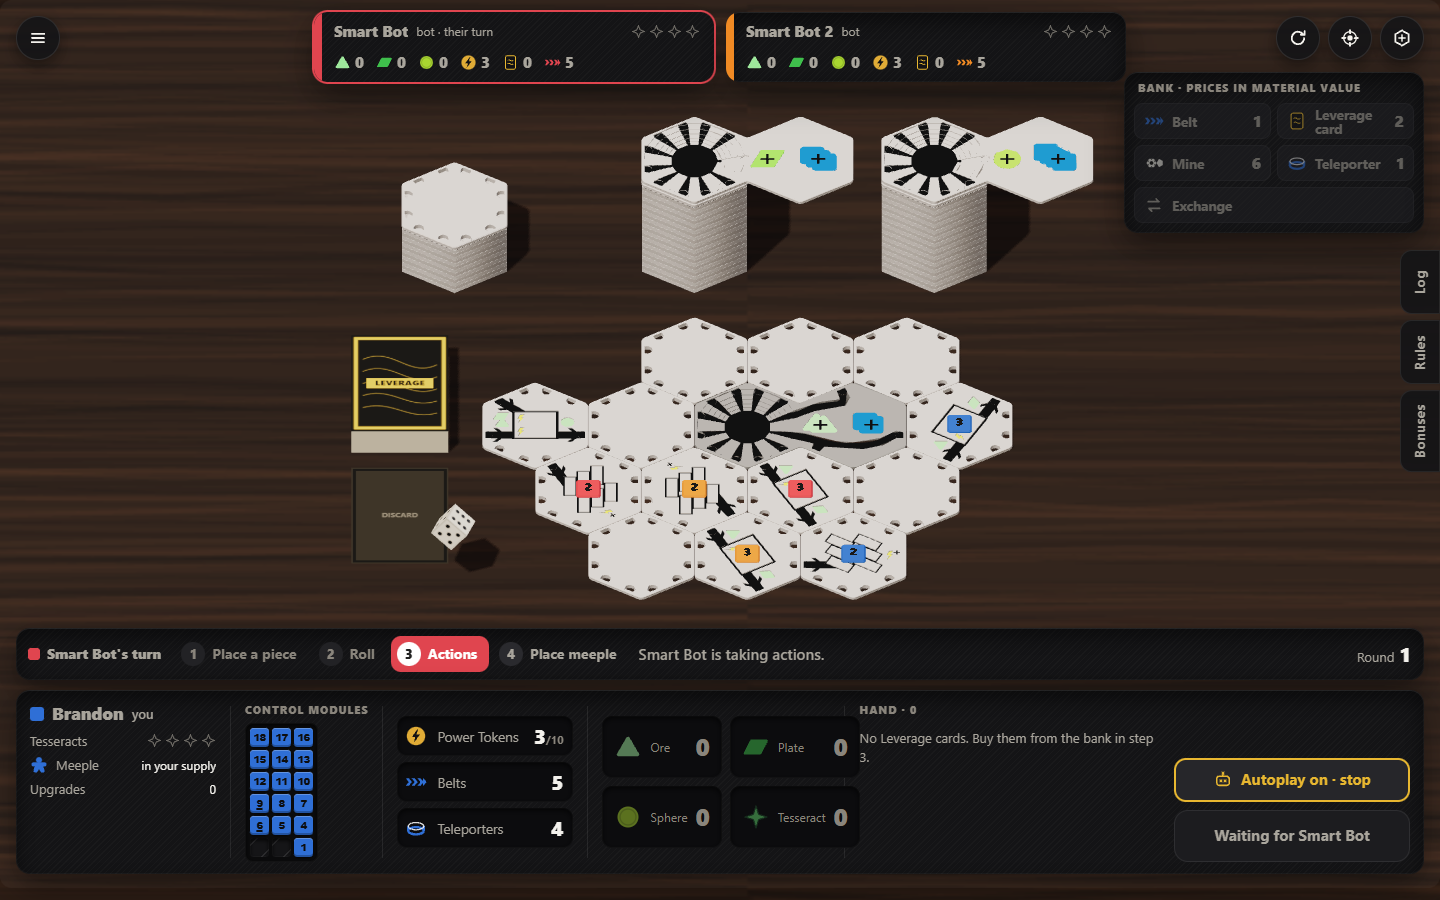 Smart Bot bot · their turn
0 0 0 3 0 5
Smart Bot 2 bot
0 0 0 3 0 5
BANK · PRICES IN MATERIAL VALUE
Belt 1
Leverage card 2
Mine 6
Teleporter 1
Exchange
Log
Rules
Bonuses
LEVERAGE
DISCARD
3
2 2 3
3 2
Smart Bot's turn
1 Place a piece
2 Roll
3 Actions
4 Place meeple
Smart Bot is taking actions.
Round 1
Brandon you
Tesseracts
Meeple in your supply
Upgrades 0
CONTROL MODULES
18 17 16
15 14 13
12 11 10
9 8 7
6 5 4
1
Power Tokens 3/10
Belts 5
Teleporters 4
Ore 0
Plate 0
Sphere 0
Tesseract 0
HAND · 0
No Leverage cards. Buy them from the bank in step
3.
Autoplay on · stop
Waiting for Smart Bot